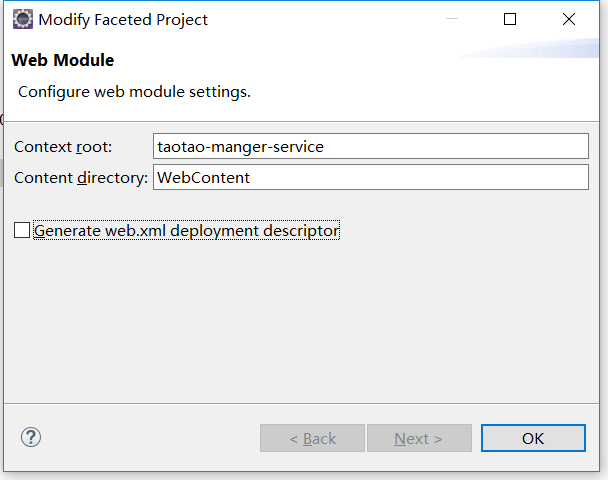 Modify Faceted Project
Web Module
Configure web module settings.
Context root: taotao-manger-service
Content directory: WebContent
Generate web.xml deployment descriptor
? < Back Next > OK